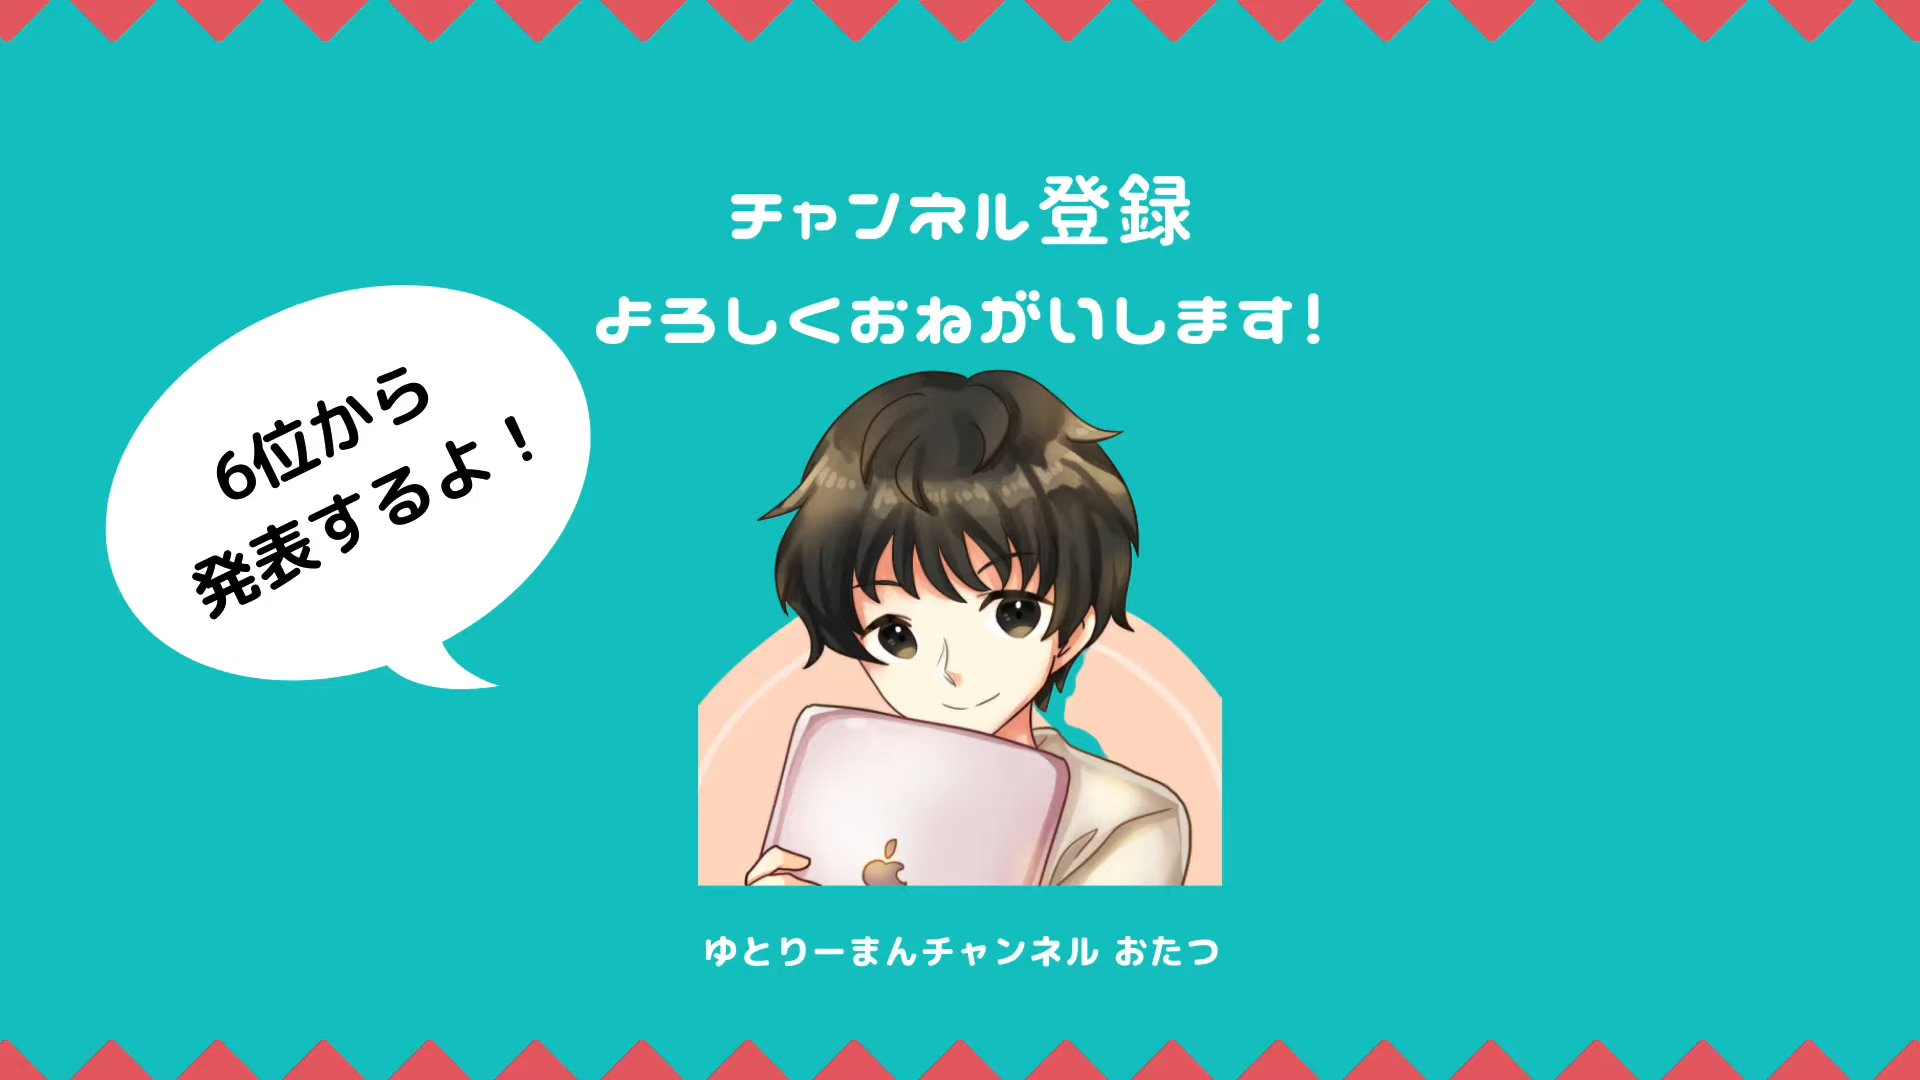 チャンネル登録
よろしくおねがいします!
6位から
発表するよ！
ゆとりーまんチャンネル おたつ